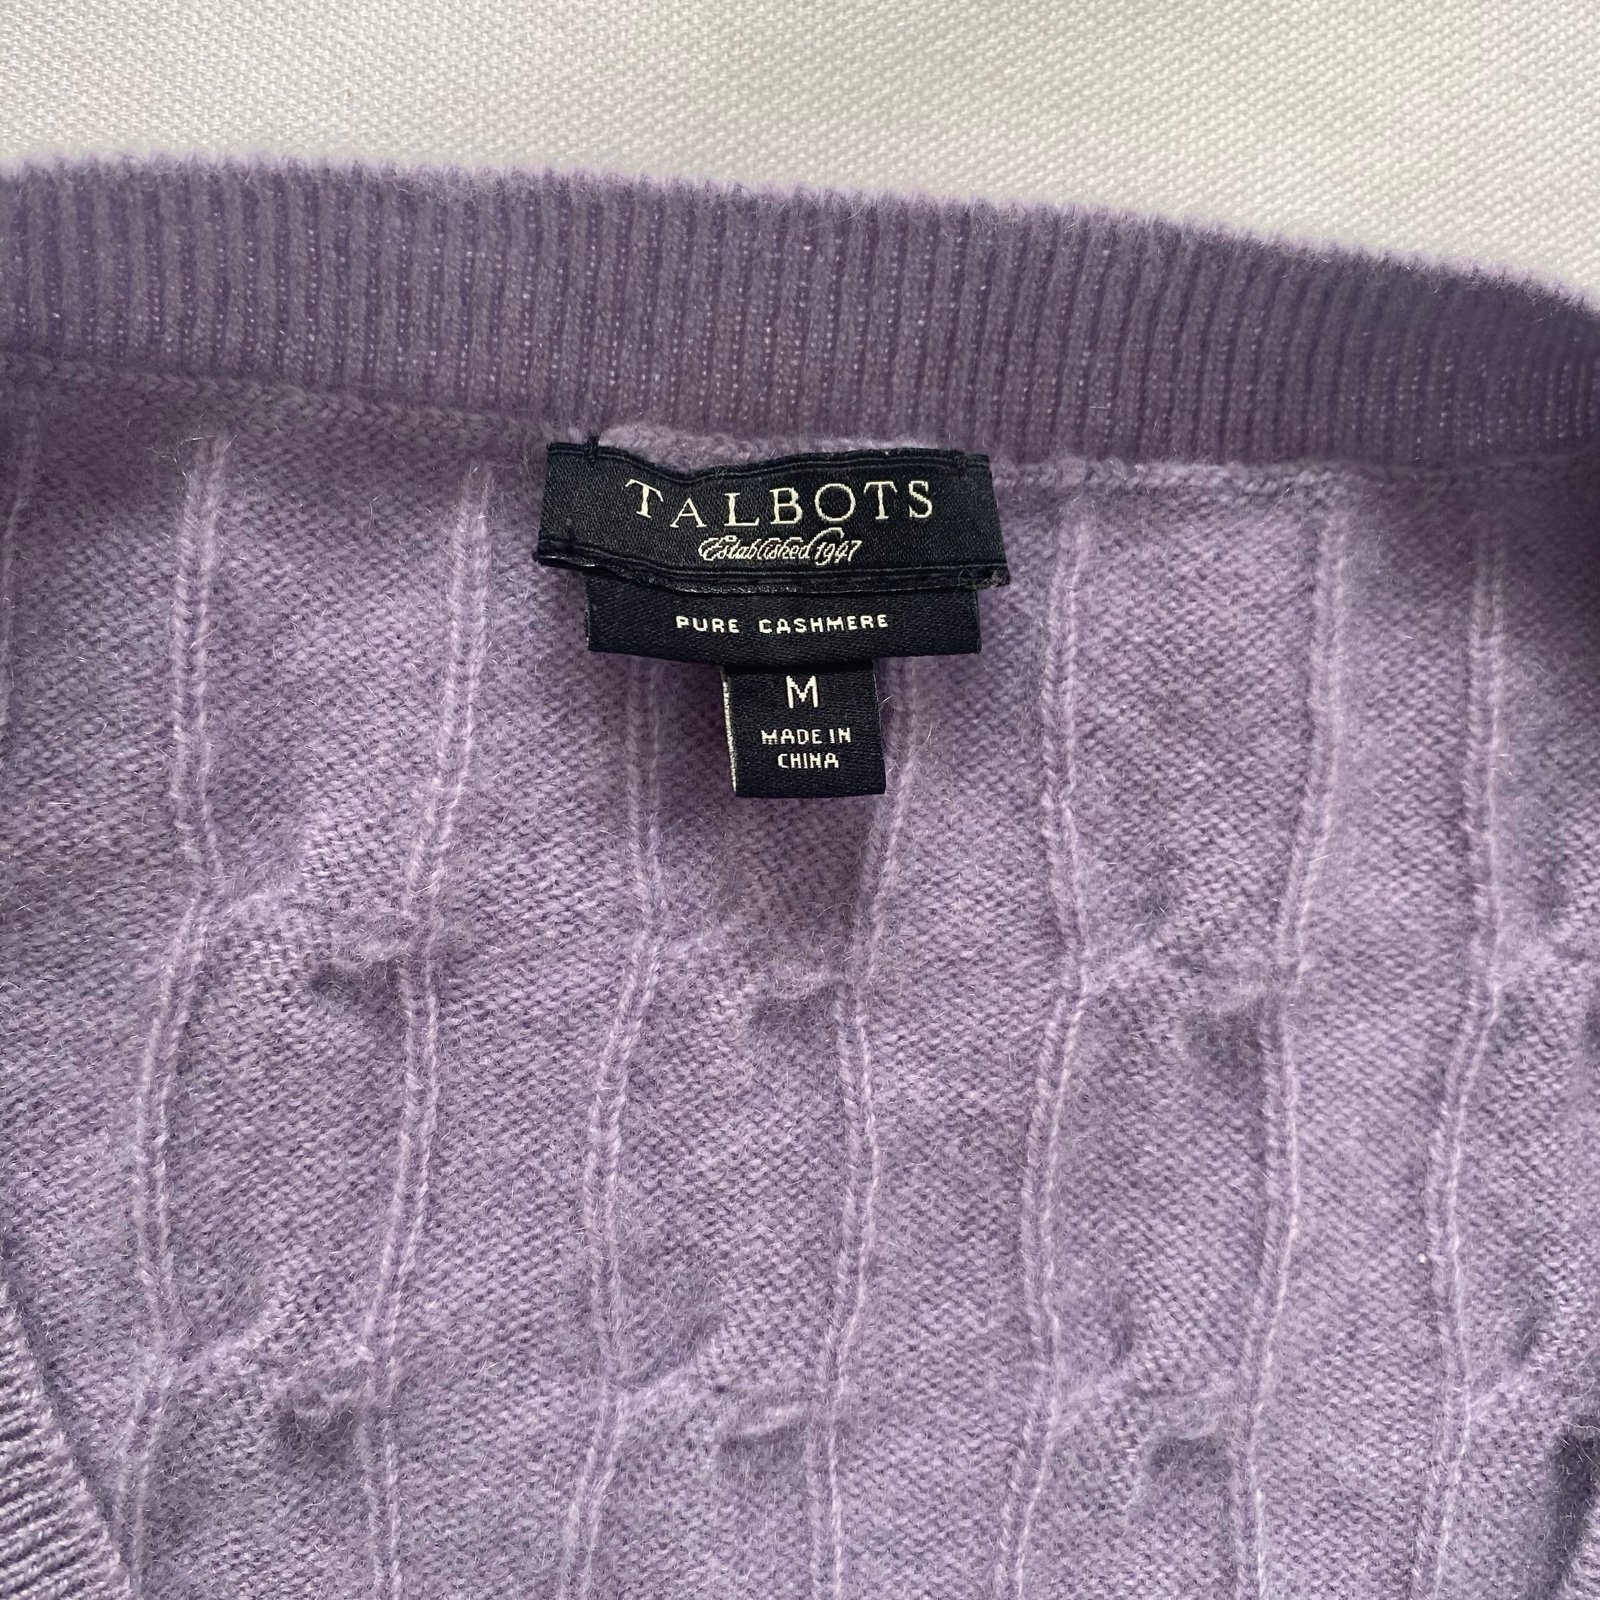 TALBOTS
Established 1947
PURE CASHMERE
M
MADE IN
CHINA